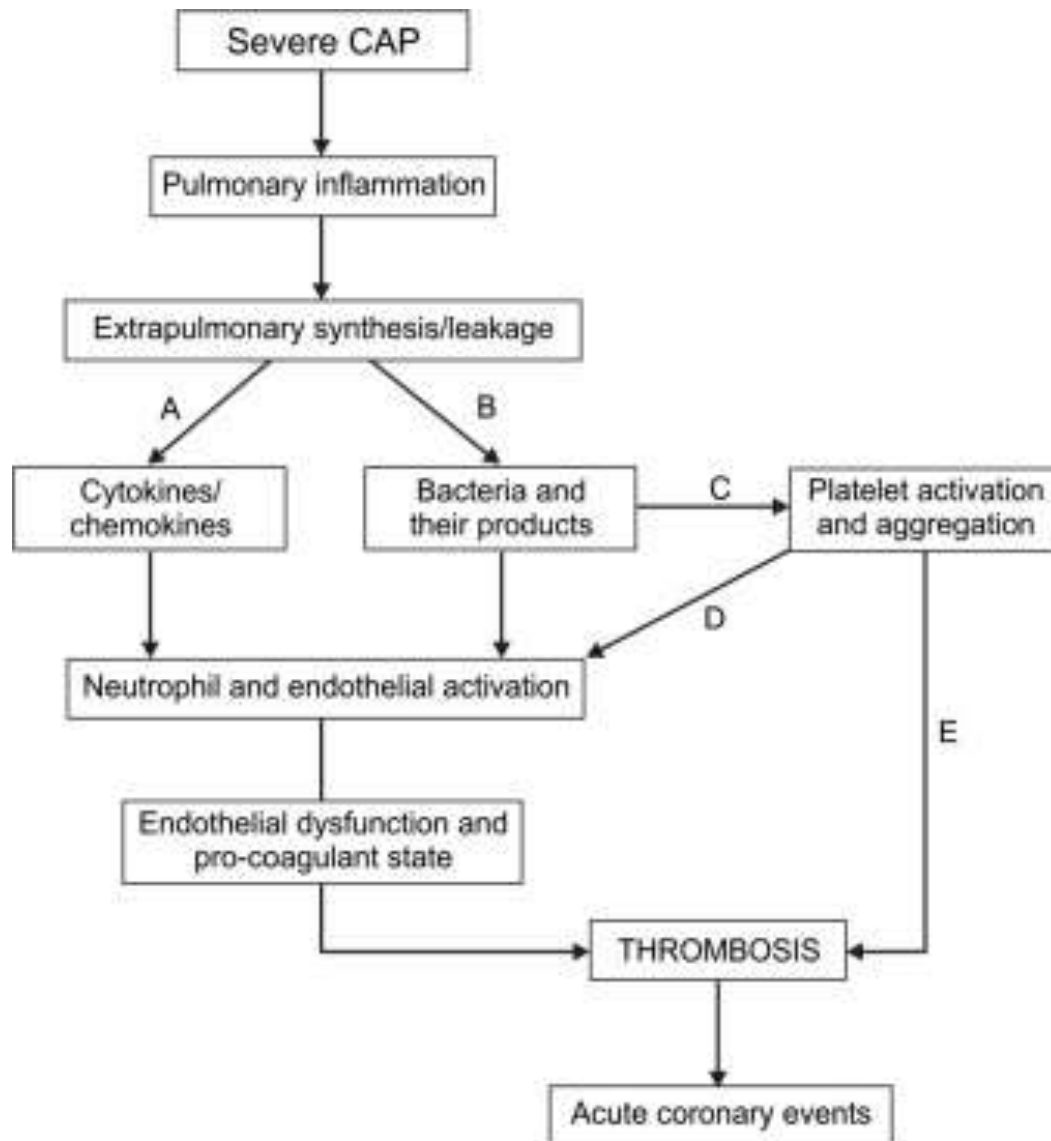 Severe CAP
Pulmonary inflammation
Extrapulmonary synthesis/leakage
A
B
Cytokines/
chemokines
Bacteria and
their products
C
Platelet activation
and aggregation
D
Neutrophil and endothelial activation
E
Endothelial dysfunction and
pro-coagulant state
THROMBOSIS
Acute coronary events